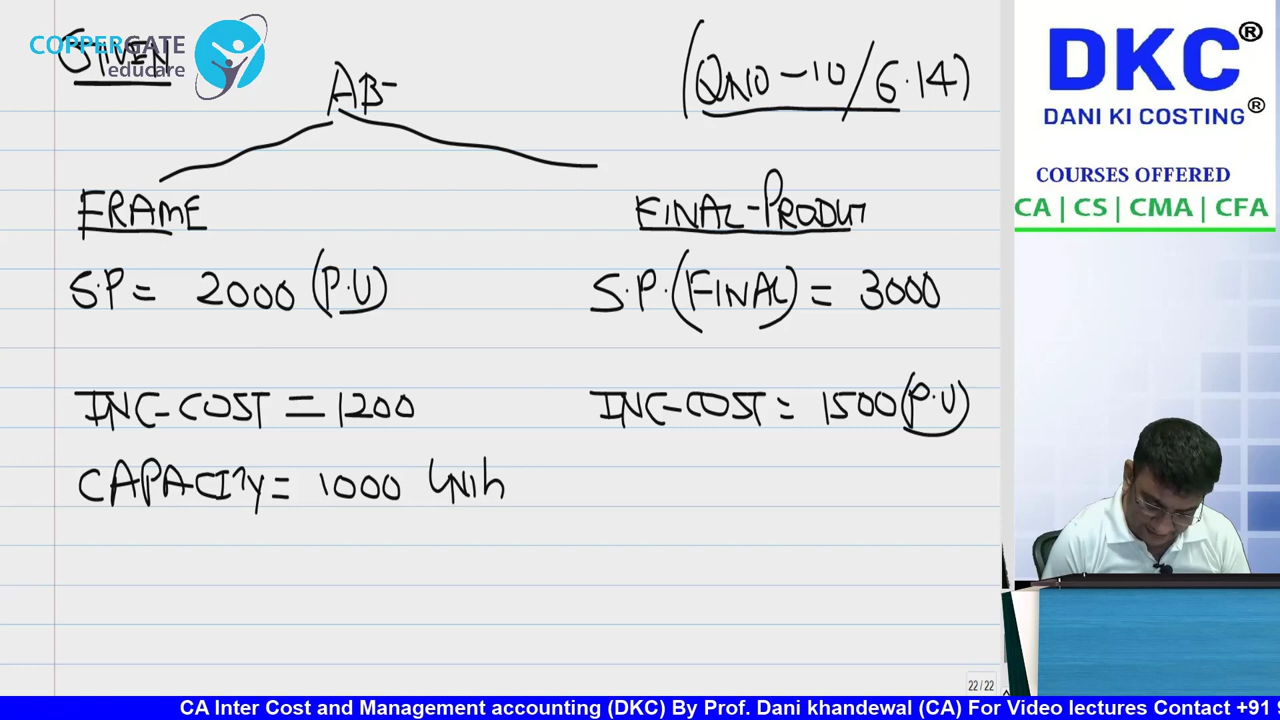 GIVEN
COPPERGATE
educare
AB-
(QNO-10/6.14)
FRAME
FINAL-PRODUT
S.P = 2000 (P.U)
S.P.(FINAL) = 3000
INC-COST = 1200
INC-COST = 1500 (P.U)
CAPACITY = 1000 Units
DKC®
DANI KI COSTING®
COURSES OFFERED
CA | CS | CMA | CFA
22 / 22
CA Inter Cost and Management accounting (DKC) By Prof. Dani khandewal (CA) For Video lectures Contact +91